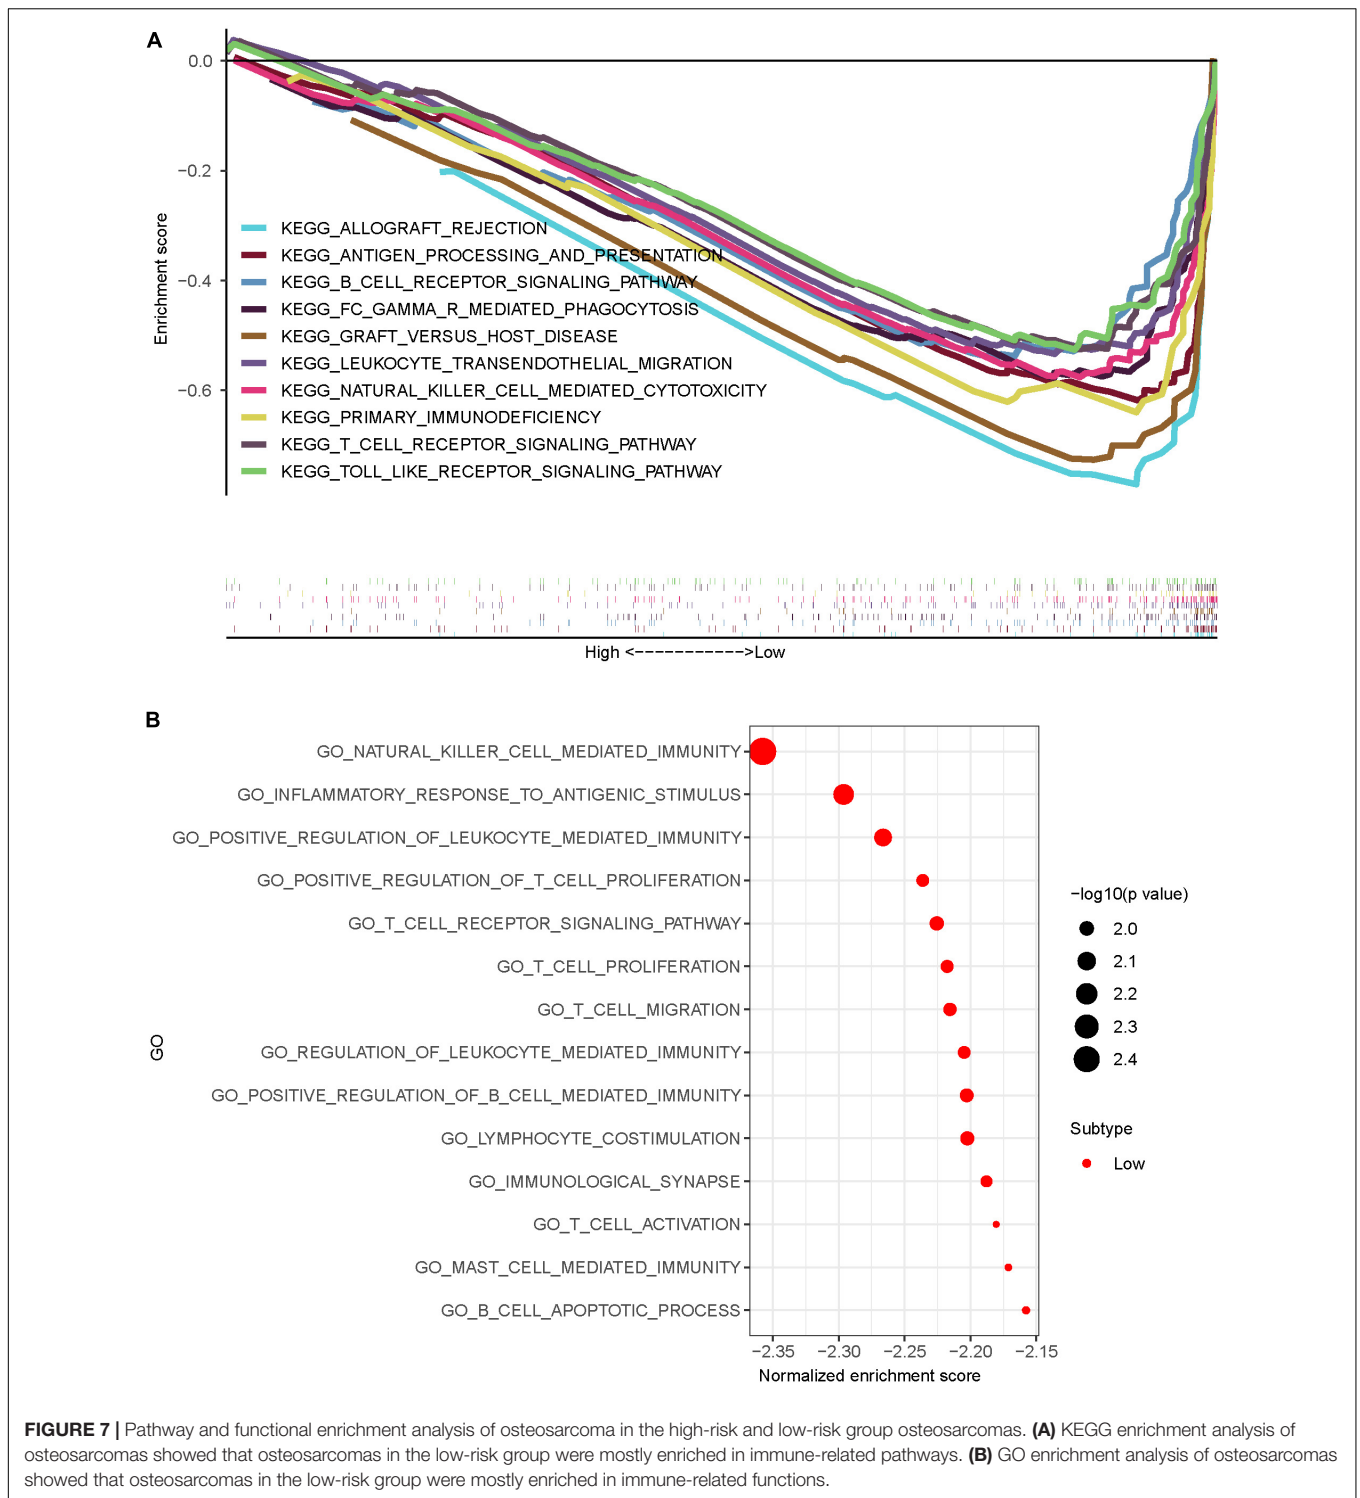 A
0.0
−0.2
−0.4
−0.6
Enrichment score
KEGG_ALLOGRAFT_REJECTION
KEGG_ANTIGEN_PROCESSING_AND_PRESENTATION
KEGG_B_CELL_RECEPTOR_SIGNALING_PATHWAY
KEGG_FC_GAMMA_R_MEDIATED_PHAGOCYTOSIS
KEGG_GRAFT_VERSUS_HOST_DISEASE
KEGG_LEUKOCYTE_TRANSENDOTHELIAL_MIGRATION
KEGG_NATURAL_KILLER_CELL_MEDIATED_CYTOTOXICITY
KEGG_PRIMARY_IMMUNODEFICIENCY
KEGG_T_CELL_RECEPTOR_SIGNALING_PATHWAY
KEGG_TOLL_LIKE_RECEPTOR_SIGNALING_PATHWAY
High <----------->Low
B
GO_NATURAL_KILLER_CELL_MEDIATED_IMMUNITY
GO_INFLAMMATORY_RESPONSE_TO_ANTIGENIC_STIMULUS
GO_POSITIVE_REGULATION_OF_LEUKOCYTE_MEDIATED_IMMUNITY
GO_POSITIVE_REGULATION_OF_T_CELL_PROLIFERATION
GO_T_CELL_RECEPTOR_SIGNALING_PATHWAY
GO_T_CELL_PROLIFERATION
GO_T_CELL_MIGRATION
GO_REGULATION_OF_LEUKOCYTE_MEDIATED_IMMUNITY
GO_POSITIVE_REGULATION_OF_B_CELL_MEDIATED_IMMUNITY
GO_LYMPHOCYTE_COSTIMULATION
GO_IMMUNOLOGICAL_SYNAPSE
GO_T_CELL_ACTIVATION
GO_MAST_CELL_MEDIATED_IMMUNITY
GO_B_CELL_APOPTOTIC_PROCESS
GO
−2.35 −2.30 −2.25 −2.20 −2.15
Normalized enrichment score
−log10(p value)
2.0
2.1
2.2
2.3
2.4
Subtype
Low
FIGURE 7 | Pathway and functional enrichment analysis of osteosarcoma in the high-risk and low-risk group osteosarcomas. (A) KEGG enrichment analysis of
osteosarcomas showed that osteosarcomas in the low-risk group were mostly enriched in immune-related pathways. (B) GO enrichment analysis of osteosarcomas
showed that osteosarcomas in the low-risk group were mostly enriched in immune-related functions.